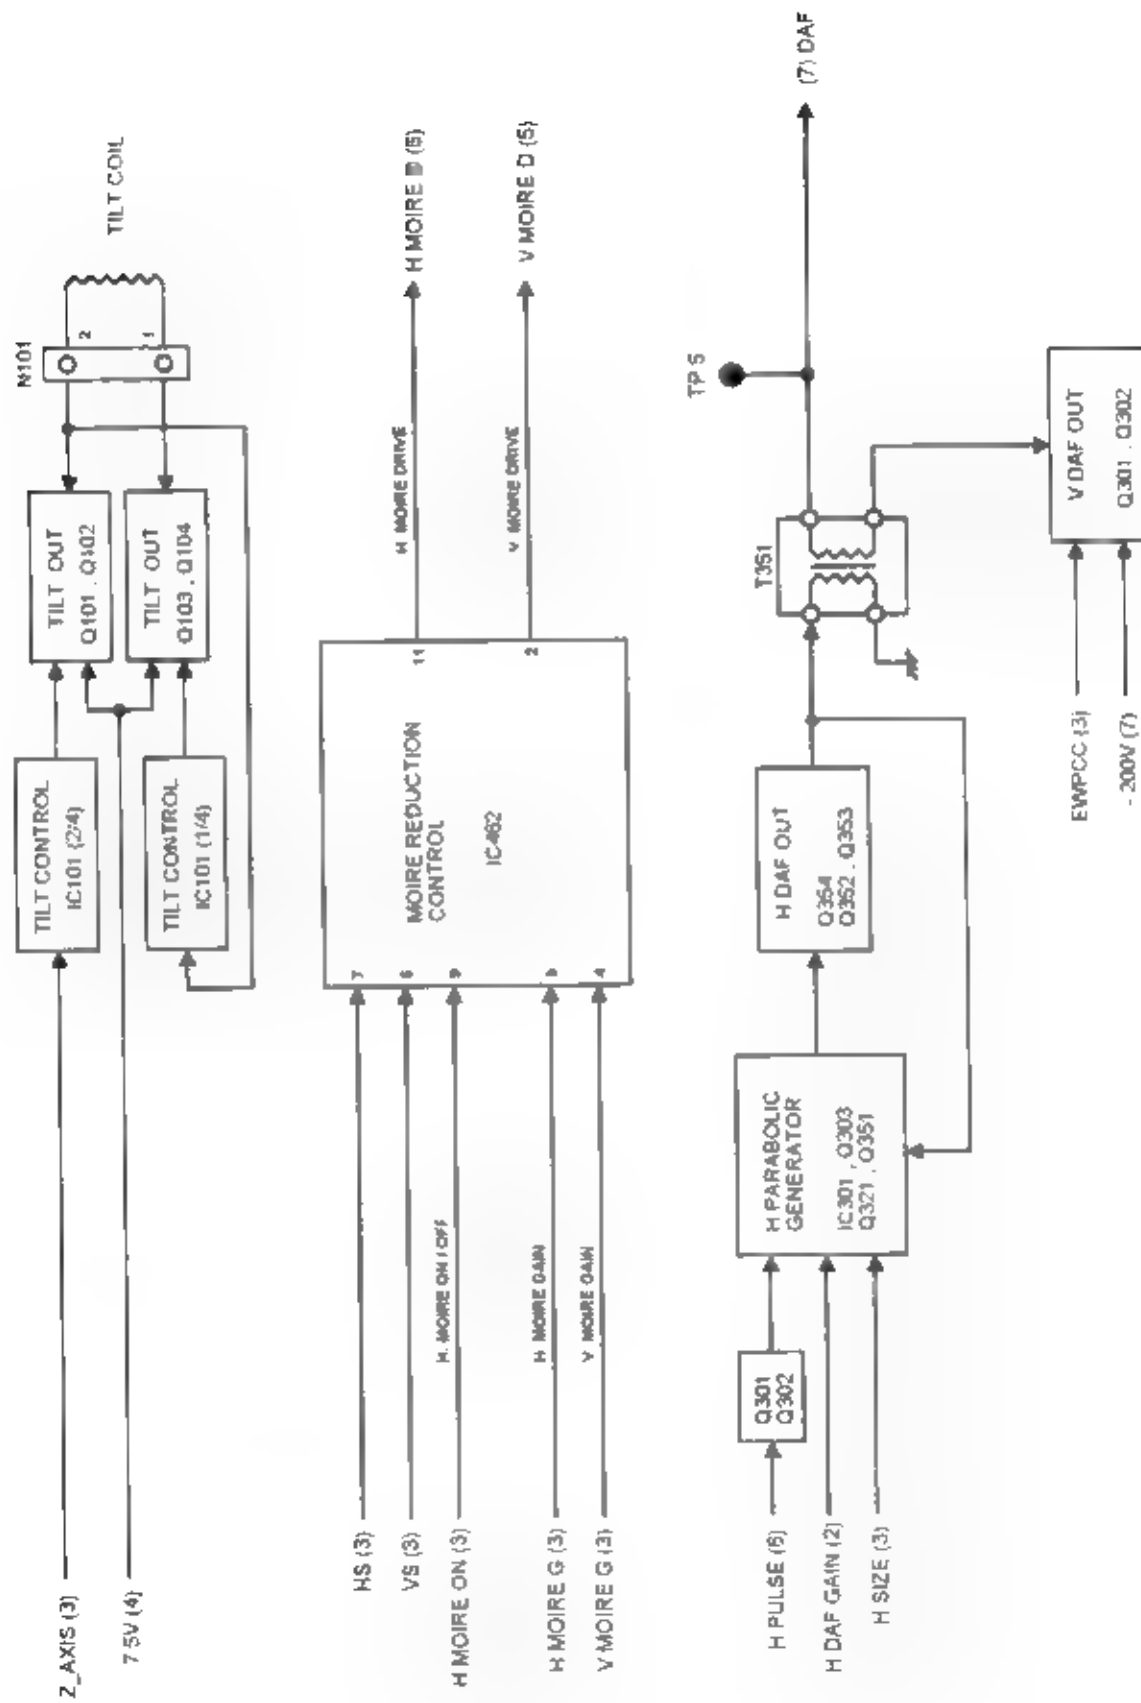 Z_AXIS (3)
7 5V (4)
TILT CONTROL
IC101 (2/4)
TILT CONTROL
IC101 (1/4)
TILT OUT
Q101 . Q102
TILT OUT
Q103 . Q104
N101
2
1
TILT COIL
HS (3)
VS (3)
H MOIRE ON (3)
H. MOIRE ON / OFF
H MOIRE G (3)
H MOIRE GAIN
V MOIRE G (3)
V MOIRE GAIN
7
9
4
MOIRE REDUCTION
CONTROL
IC462
11
2
H MOIRE DRIVE
V MOIRE DRIVE
H MOIRE D (5)
V MOIRE D (5)
H PULSE (6)
H DAF GAIN (2)
H SIZE (3)
Q301
Q302
H PARABOLIC
GENERATOR
IC301 , Q303
Q321 , Q351
H DAF OUT
Q354
Q352 . Q353
T351
TP 5
(7) DAF
EWPCC (3)
- 200V (7)
V DAF OUT
Q301 . Q302